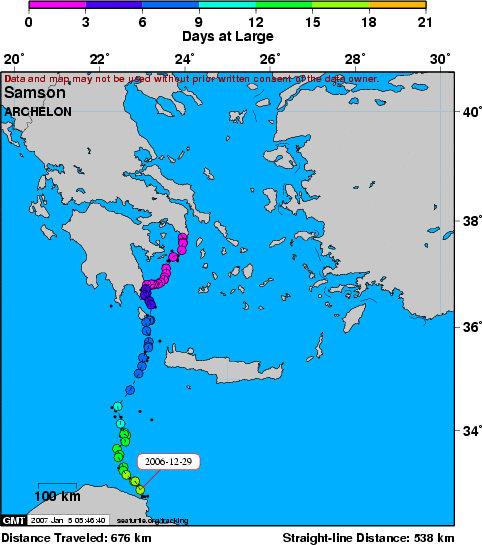 0 3 6 9 12 15 18 21
Days at Large
20˚ 22˚ 24˚ 26˚ 28˚ 30˚
Data and map may not be used without prior written consent of the data owner.
Samson
ARCHELON
40˚
38˚
36˚
34˚
2006-12-29
100 km
GMT 2007 Jan 5 05:46:40 seaturtle.org/tracking
Distance Traveled: 676 km Straight-line Distance: 538 km